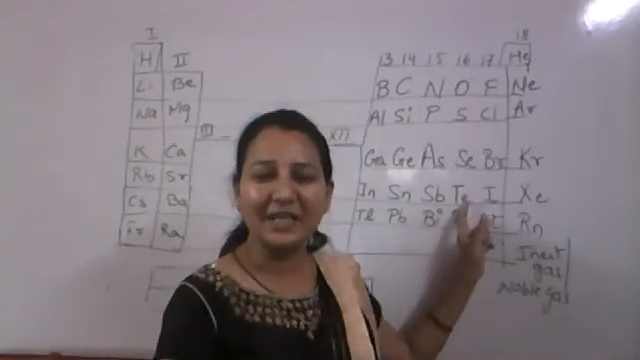 I 18
H II 13 14 15 16 17 He
Li Be B C N O F Ne
Na Mg Al Si P S Cl Ar
III
K Ca Ga Ge As Se Br Kr
Rb Sr In Sn Sb Te I Xe
Cs Ba Tl Pb Bi Rn
Fr Ra
Inert
gas
Noble gas